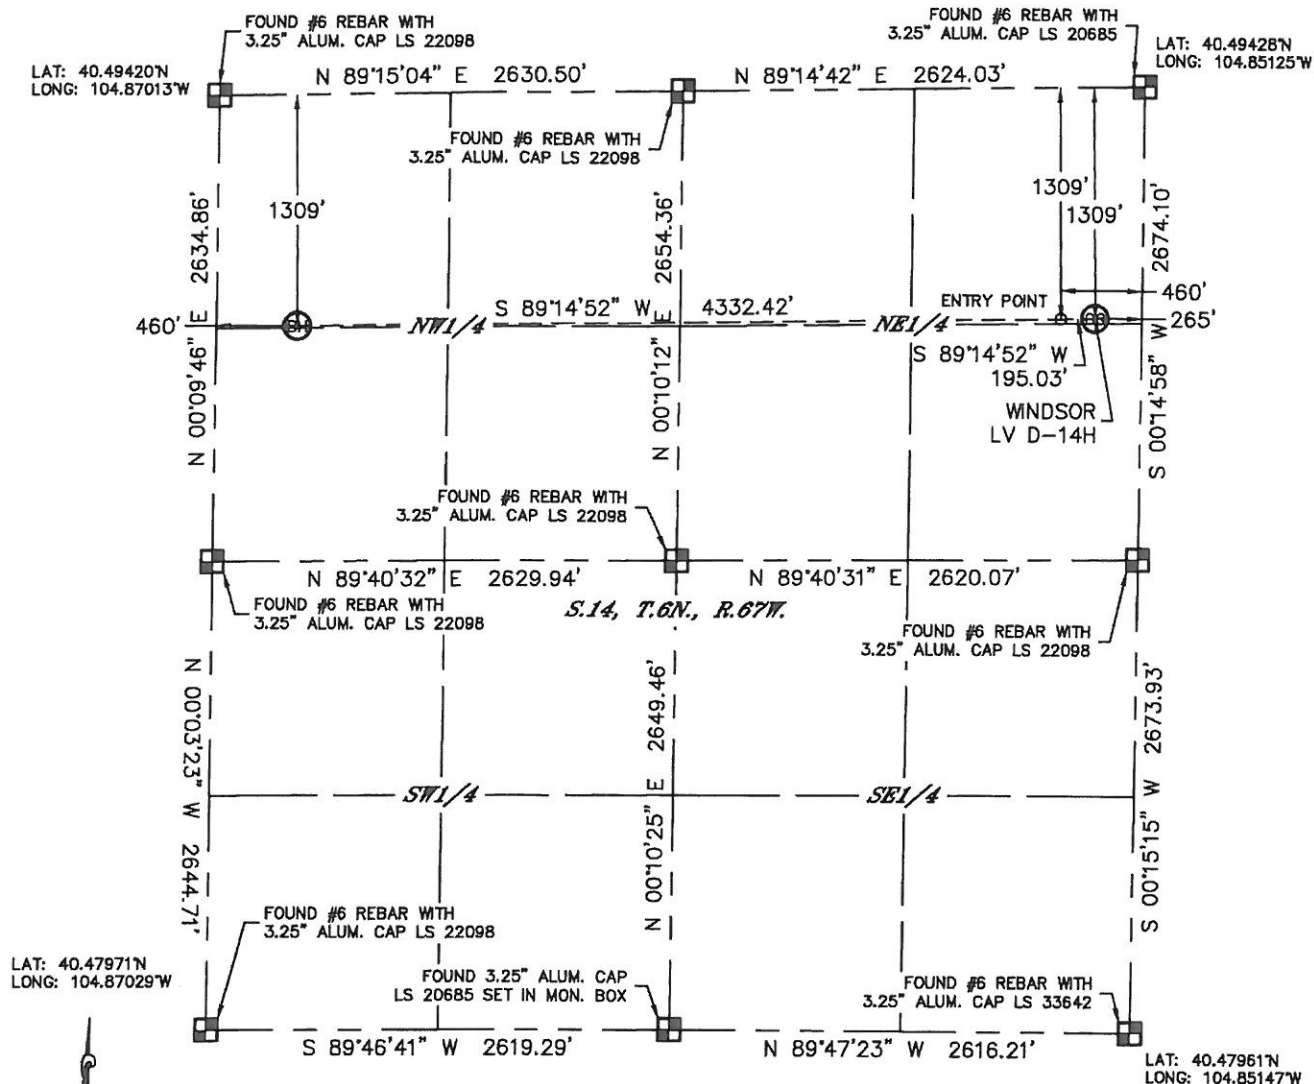 FOUND #6 REBAR WITH
3.25" ALUM. CAP LS 22098
FOUND #6 REBAR WITH
3.25" ALUM. CAP LS 20685
LAT: 40.49420°N
LONG: 104.87013°W
LAT: 40.49428°N
LONG: 104.85125°W
N 89°15'04" E 2630.50'
N 89°14'42" E 2624.03'
FOUND #6 REBAR WITH
3.25" ALUM. CAP LS 22098
1309'
1309'
1309'
N 00°09'46" E 2634.86'
N 00°10'12" E 2654.36'
S 00°14'58" W 2674.10'
460'
BH
S 89°14'52" W 4332.42'
NW1/4
NE1/4
ENTRY POINT
460'
265'
S 89°14'52" W
195.03'
WINDSOR
LV D-14H
FOUND #6 REBAR WITH
3.25" ALUM. CAP LS 22098
N 89°40'32" E 2629.94'
N 89°40'31" E 2620.07'
FOUND #6 REBAR WITH
3.25" ALUM. CAP LS 22098
S.14, T.6N., R.67W.
FOUND #6 REBAR WITH
3.25" ALUM. CAP LS 22098
N 00°03'23" W 2644.71'
N 00°10'25" E 2649.46'
S 00°15'15" W 2673.93'
SW1/4
SE1/4
FOUND #6 REBAR WITH
3.25" ALUM. CAP LS 22098
LAT: 40.47971°N
LONG: 104.87029°W
FOUND 3.25" ALUM. CAP
LS 20685 SET IN MON. BOX
FOUND #6 REBAR WITH
3.25" ALUM. CAP LS 33642
S 89°46'41" W 2619.29'
N 89°47'23" W 2616.21'
LAT: 40.47961°N
LONG: 104.85147°W